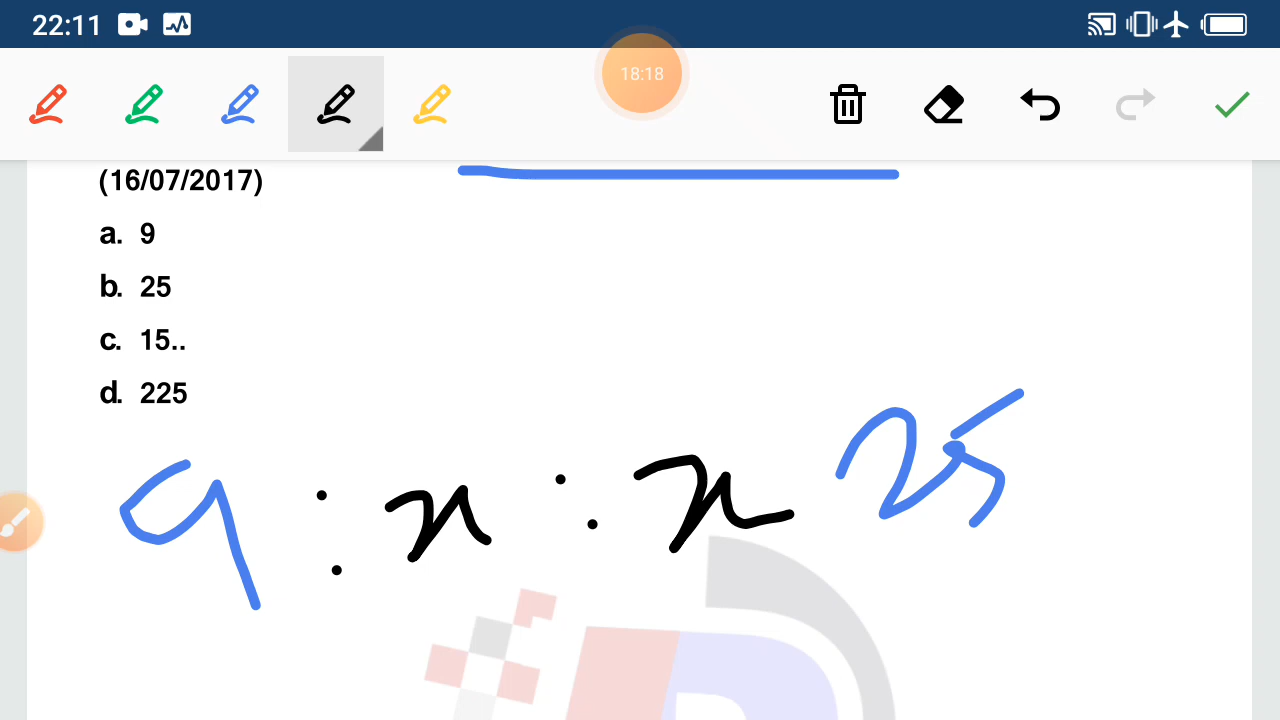 22:11
18:18
(16/07/2017)
a. 9
b. 25
c. 15..
d. 225
9 : x : x 25